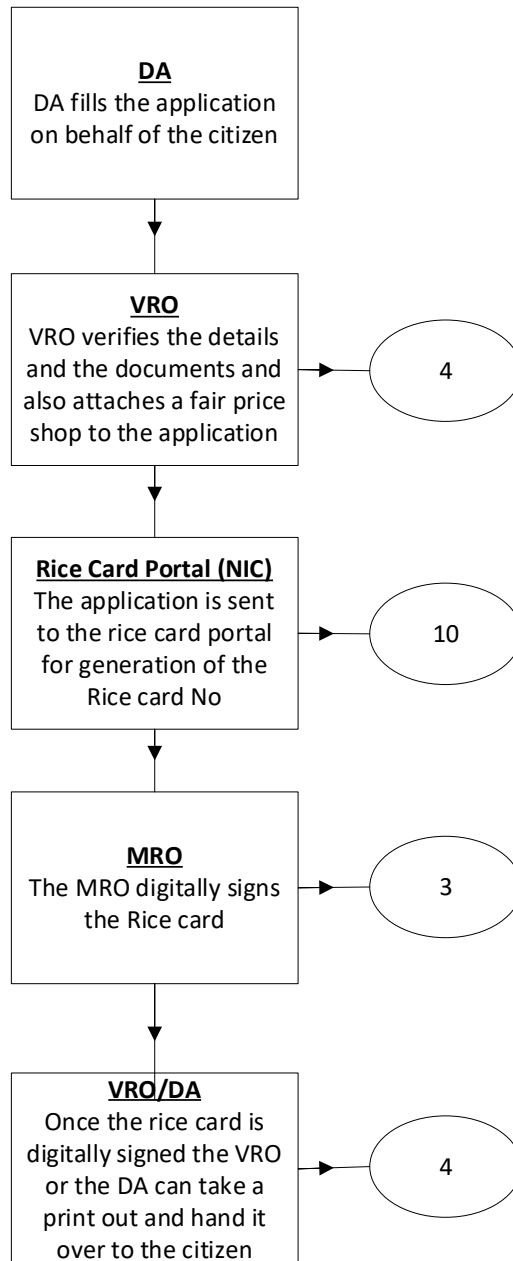 DA
DA fills the application
on behalf of the citizen
VRO
VRO verifies the details
and the documents and
also attaches a fair price
shop to the application
4
Rice Card Portal (NIC)
The application is sent
to the rice card portal
for generation of the
Rice card No
10
MRO
The MRO digitally signs
the Rice card
3
VRO/DA
Once the rice card is
digitally signed the VRO
or the DA can take a
print out and hand it
over to the citizen
4